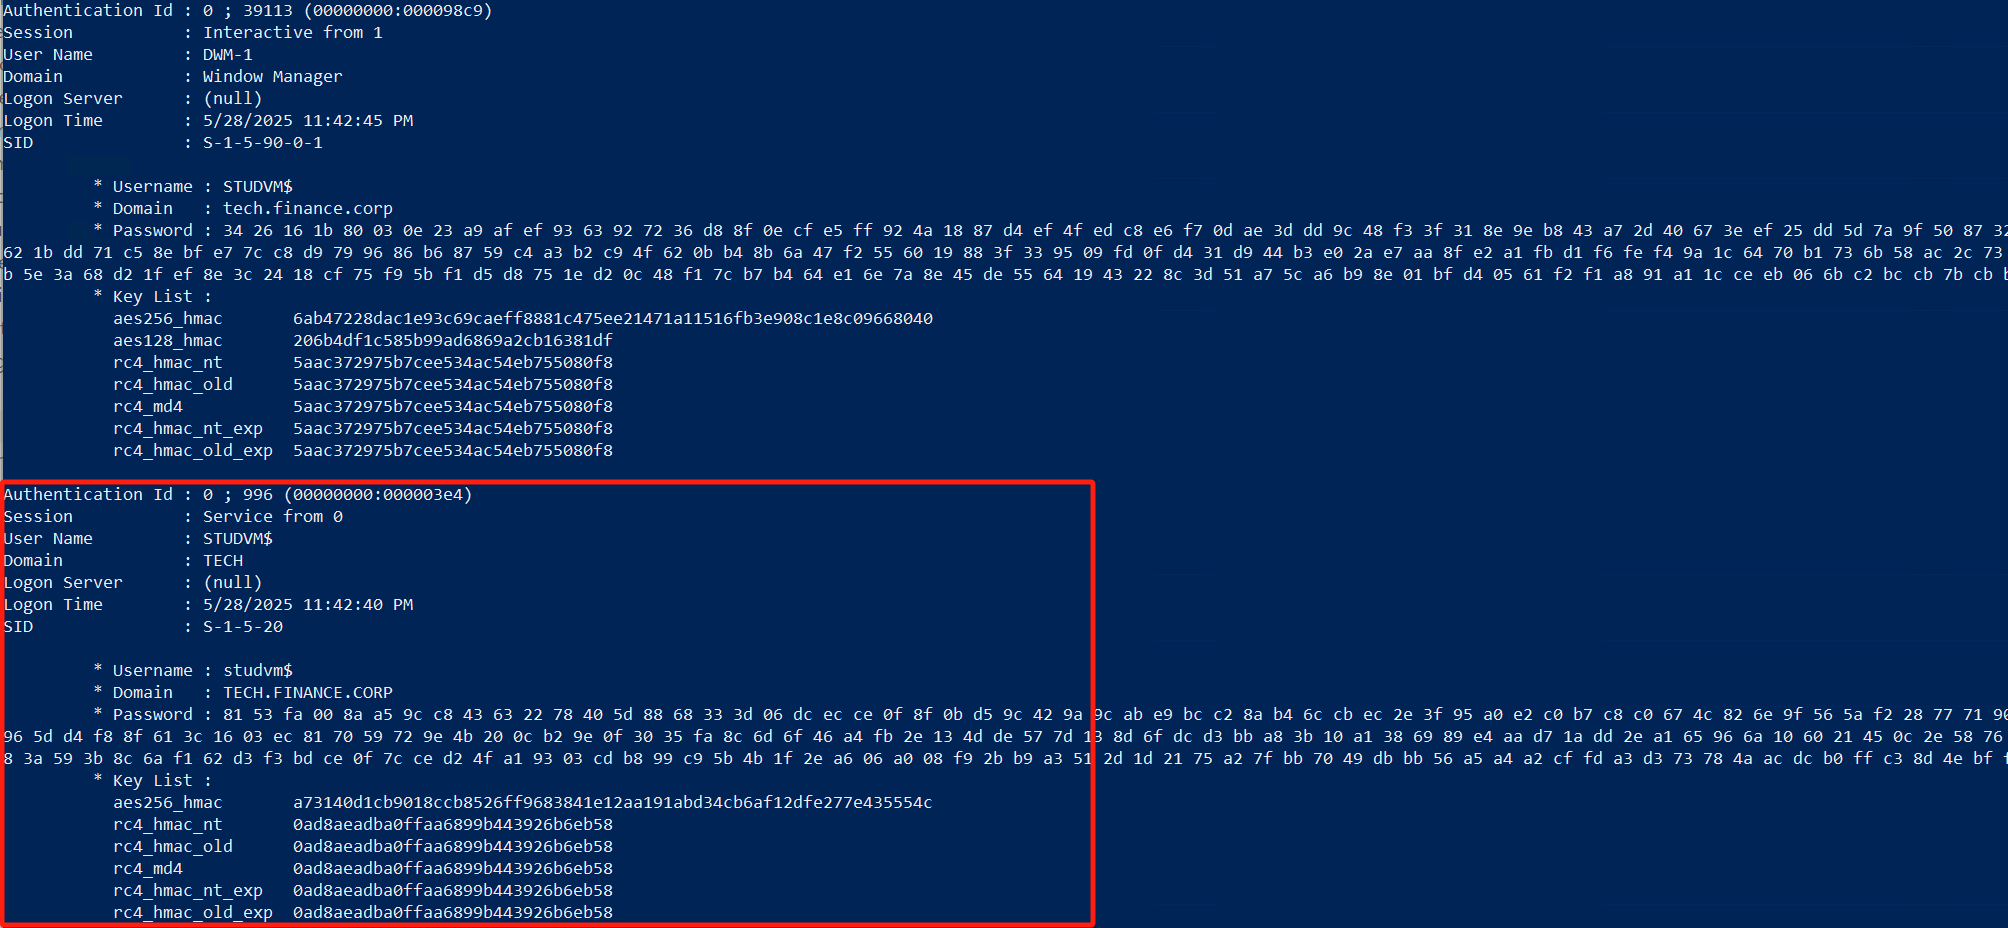 Authentication Id : 0 ; 39113 (00000000:000098c9)
Session           : Interactive from 1
User Name         : DWM-1
Domain            : Window Manager
Logon Server      : (null)
Logon Time        : 5/28/2025 11:42:45 PM
SID               : S-1-5-90-0-1
* Username : STUDVM$
* Domain   : tech.finance.corp
* Password : 34 26 16 1b 80 03 0e 23 a9 af ef 93 63 92 72 36 d8 8f 0e cf e5 ff 92 4a 18 87 d4 ef 4f ed c8 e6 f7 0d ae 3d dd 9c 48 f3 3f 31 8e 9e b8 43 a7 2d 40 67 3e ef 25 dd 5d 7a 9f 50 87 32
62 1b dd 71 c5 8e bf e7 7c c8 d9 79 96 86 b6 87 59 c4 a3 b2 c9 4f 62 0b b4 8b 6a 47 f2 55 60 19 88 3f 33 95 09 fd 0f d4 31 d9 44 b3 e0 2a e7 aa 8f e2 a1 fb d1 f6 fe f4 9a 1c 64 70 b1 73 6b 58 ac 2c 73
b 5e 3a 68 d2 1f ef 8e 3c 24 18 cf 75 f9 5b f1 d5 d8 75 1e d2 0c 48 f1 7c b7 b4 64 e1 6e 7a 8e 45 de 55 64 19 43 22 8c 3d 51 a7 5c a6 b9 8e 01 bf d4 05 61 f2 f1 a8 91 a1 1c ce eb 06 6b c2 bc cb 7b cb
* Key List :
aes256_hmac       6ab47228dac1e93c69caeff8881c475ee21471a11516fb3e908c1e8c09668040
aes128_hmac       206b4df1c585b99ad6869a2cb16381df
rc4_hmac_nt       5aac372975b7cee534ac54eb755080f8
rc4_hmac_old      5aac372975b7cee534ac54eb755080f8
rc4_md4           5aac372975b7cee534ac54eb755080f8
rc4_hmac_nt_exp   5aac372975b7cee534ac54eb755080f8
rc4_hmac_old_exp  5aac372975b7cee534ac54eb755080f8
Authentication Id : 0 ; 996 (00000000:000003e4)
Session           : Service from 0
User Name         : STUDVM$
Domain            : TECH
Logon Server      : (null)
Logon Time        : 5/28/2025 11:42:40 PM
SID               : S-1-5-20
* Username : studvm$
* Domain   : TECH.FINANCE.CORP
* Password : 81 53 fa 00 8a a5 9c c8 43 63 22 78 40 5d 88 68 33 3d 06 dc ec ce 0f 8f 0b d5 9c 42 9a 9c ab e9 bc c2 8a b4 6c cb ec 2e 3f 95 a0 e2 c0 b7 c8 c0 67 4c 82 6e 9f 56 5a f2 28 77 71 90
96 5d d4 f8 8f 61 3c 16 03 ec 81 70 59 72 9e 4b 20 0c b2 9e 0f 30 35 fa 8c 6d 6f 46 a4 fb 2e 13 4d de 57 7d 13 8d 6f dc d3 bb a8 3b 10 a1 38 69 89 e4 aa d7 1a dd 2e a1 65 96 6a 10 60 21 45 0c 2e 58 76
8 3a 59 3b 8c 6a f1 62 d3 f3 bd ce 0f 7c ce d2 4f a1 93 03 cd b8 99 c9 5b 4b 1f 2e a6 06 a0 08 f9 2b b9 a3 51 2d 1d 21 75 a2 7f bb 70 49 db bb 56 a5 a4 a2 cf fd a3 d3 73 78 4a ac dc b0 ff c3 8d 4e bf
* Key List :
aes256_hmac       a73140d1cb9018ccb8526ff9683841e12aa191abd34cb6af12dfe277e435554c
rc4_hmac_nt       0ad8aeadba0ffaa6899b443926b6eb58
rc4_hmac_old      0ad8aeadba0ffaa6899b443926b6eb58
rc4_md4           0ad8aeadba0ffaa6899b443926b6eb58
rc4_hmac_nt_exp   0ad8aeadba0ffaa6899b443926b6eb58
rc4_hmac_old_exp  0ad8aeadba0ffaa6899b443926b6eb58